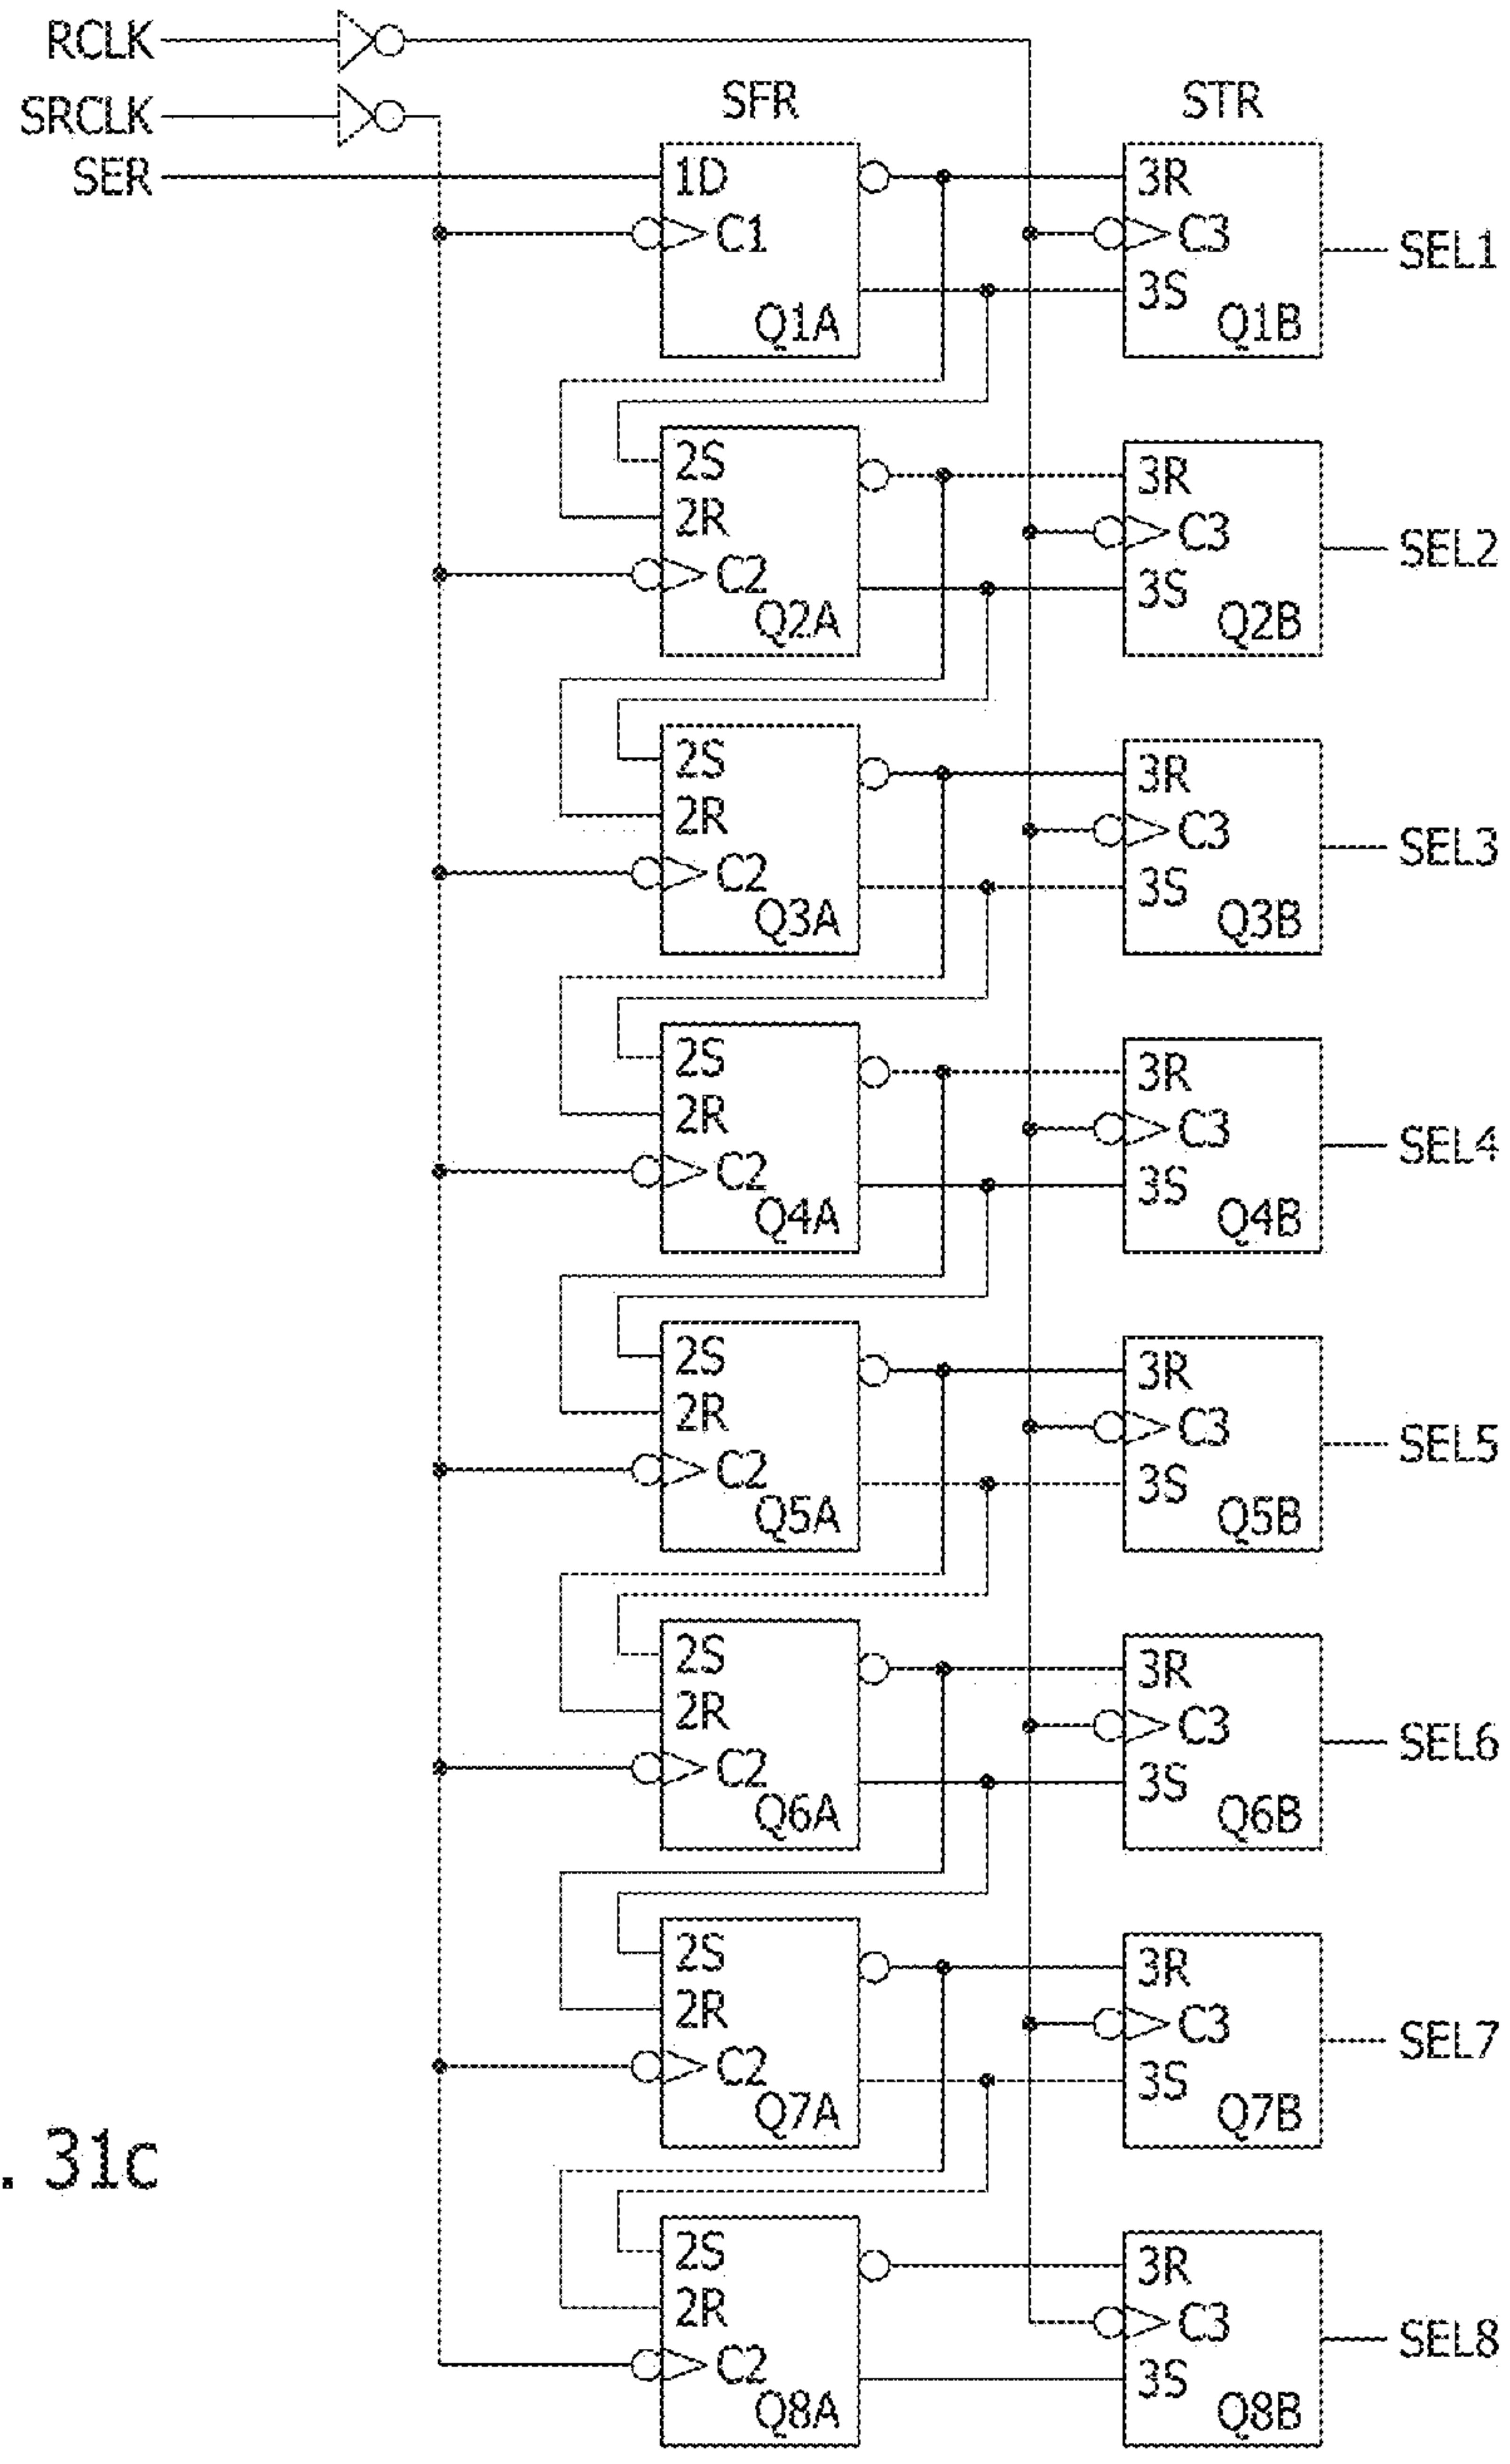 RCLK
SRCLK
SER
SFR
STR
1D
C1
Q1A
3R
C3
3S
Q1B
SEL1
2S
2R
C2
Q2A
3R
C3
3S
Q2B
SEL2
2S
2R
C2
Q3A
3R
C3
3S
Q3B
SEL3
2S
2R
C2
Q4A
3R
C3
3S
Q4B
SEL4
2S
2R
C2
Q5A
3R
C3
3S
Q5B
SEL5
2S
2R
C2
Q6A
3R
C3
3S
Q6B
SEL6
2S
2R
C2
Q7A
3R
C3
3S
Q7B
SEL7
2S
2R
C2
Q8A
3R
C3
3S
Q8B
SEL8
. 31c